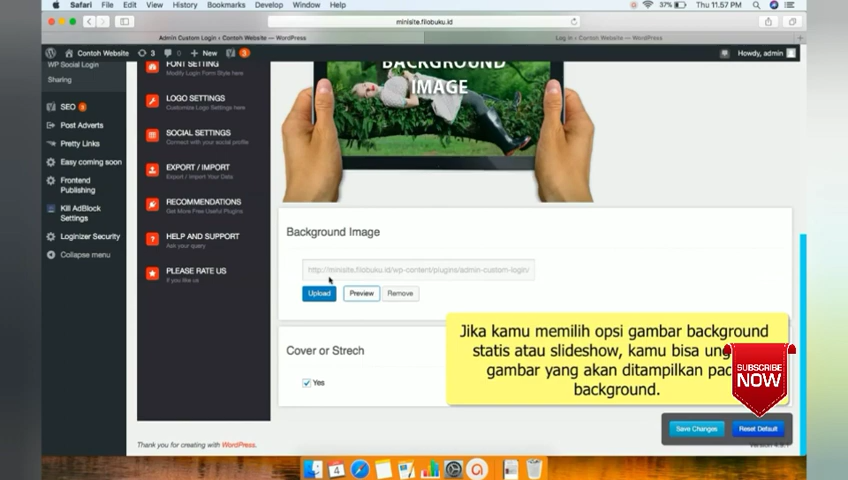 Safari File Edit View History Bookmarks Develop Window Help
37% Thu 11.57 PM
minisite.filobuku.id
Admin Custom Login ‹ Contoh Website — WordPress
Log in ‹ Contoh Website — WordPress
Contoh Website 3 0 + New 3
Howdy, admin
WP Social Login
Sharing
SEO
Post Adverts
Pretty Links
Easy coming soon
Frontend
Publishing
Kill AdBlock
Settings
Loginizer Security
Collapse menu
FONT SETTING
Modify Login Form Style here
LOGO SETTINGS
Customize Logo Settings here
SOCIAL SETTINGS
Connect with your social profile
EXPORT / IMPORT
Export / Import Your Data
RECOMMENDATIONS
Get More Free Useful Plugins
HELP AND SUPPORT
Ask your query
PLEASE RATE US
If you like us
BACKGROUND
IMAGE
Background Image
http://minisite.filobuku.id/wp-content/plugins/admin-custom-login/
Upload Preview Remove
Cover or Strech
Yes
Jika kamu memilih opsi gambar background
statis atau slideshow, kamu bisa
gambar yang akan ditampilkan
background.
SUBSCRIBE
NOW
Save Changes Reset Default
Thank you for creating with WordPress.